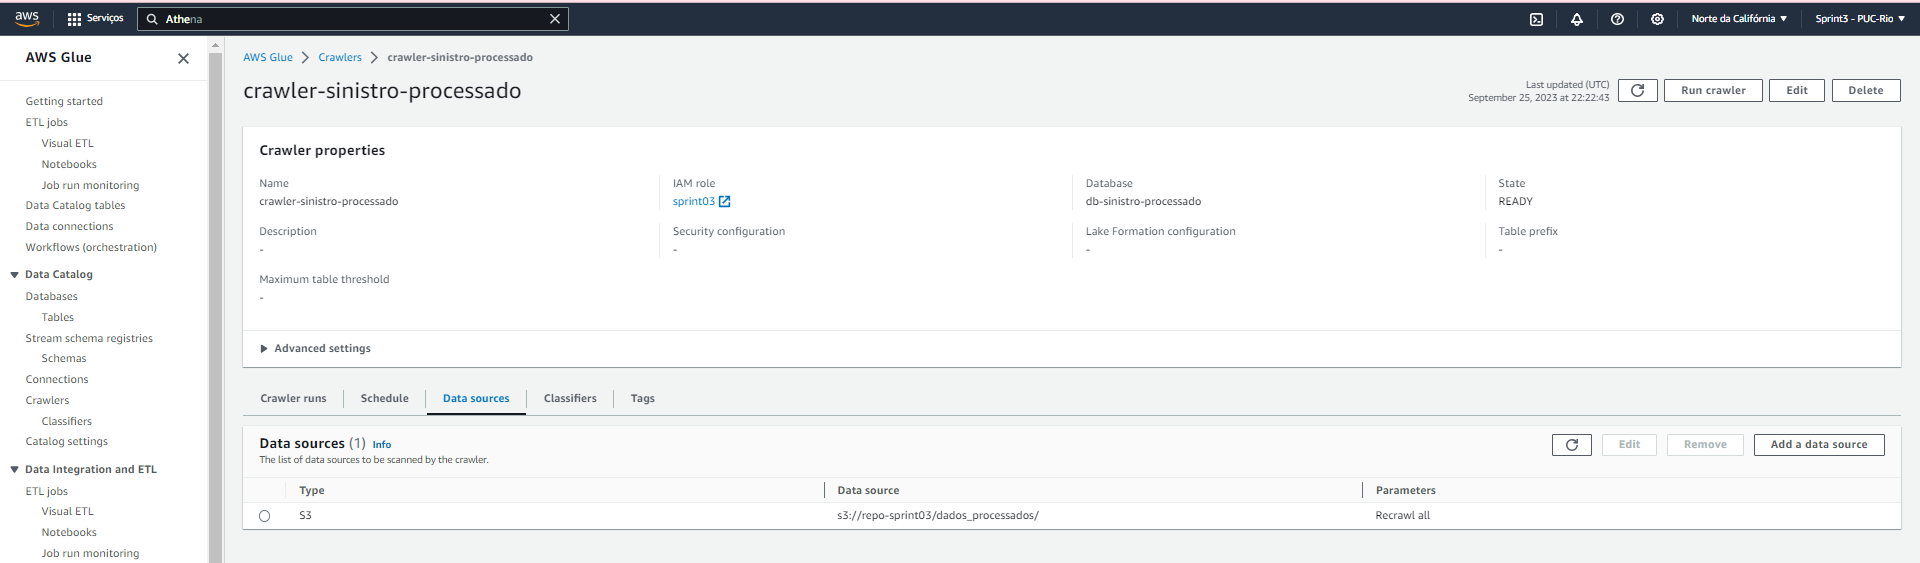 aws
Serviços
Athena
Norte da Califórnia
Sprint3 - PUC-Rio
AWS Glue
Getting started
ETL jobs
Visual ETL
Notebooks
Job run monitoring
Data Catalog tables
Data connections
Workflows (orchestration)
Data Catalog
Databases
Tables
Stream schema registries
Schemas
Connections
Crawlers
Classifiers
Catalog settings
Data Integration and ETL
ETL jobs
Visual ETL
Notebooks
Job run monitoring
AWS Glue
Crawlers
crawler-sinistro-processado
crawler-sinistro-processado
Last updated (UTC)
September 25, 2023 at 22:22:43
Run crawler
Edit
Delete
Crawler properties
Name
crawler-sinistro-processado
IAM role
sprint03
Database
db-sinistro-processado
State
READY
Description
-
Security configuration
-
Lake Formation configuration
-
Table prefix
-
Maximum table threshold
-
Advanced settings
Crawler runs
Schedule
Data sources
Classifiers
Tags
Data sources (1) Info
The list of data sources to be scanned by the crawler.
Edit
Remove
Add a data source
Type
Data source
Parameters
S3
s3://repo-sprint03/dados_processados/
Recrawl all